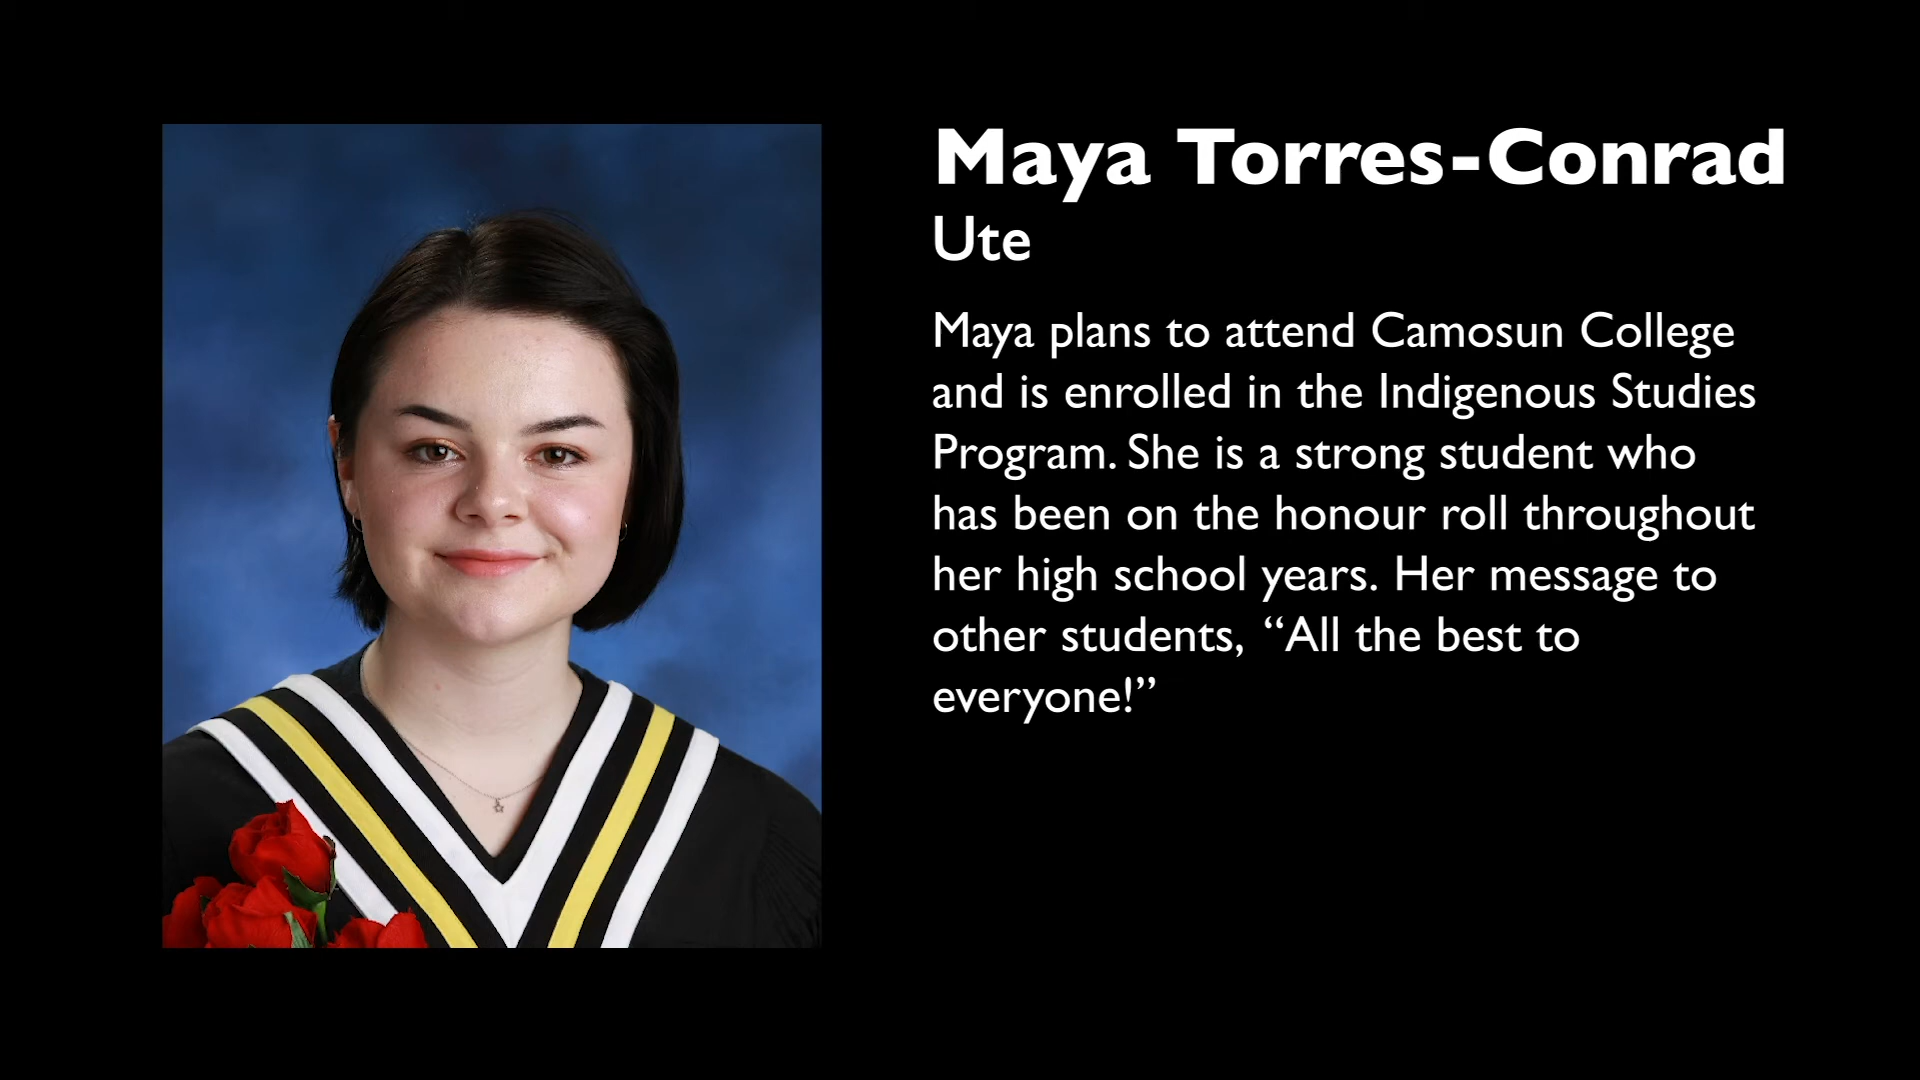 Maya Torres-Conrad
Ute
Maya plans to attend Camosun College
and is enrolled in the Indigenous Studies
Program. She is a strong student who
has been on the honour roll throughout
her high school years. Her message to
other students, “All the best to
everyone!”